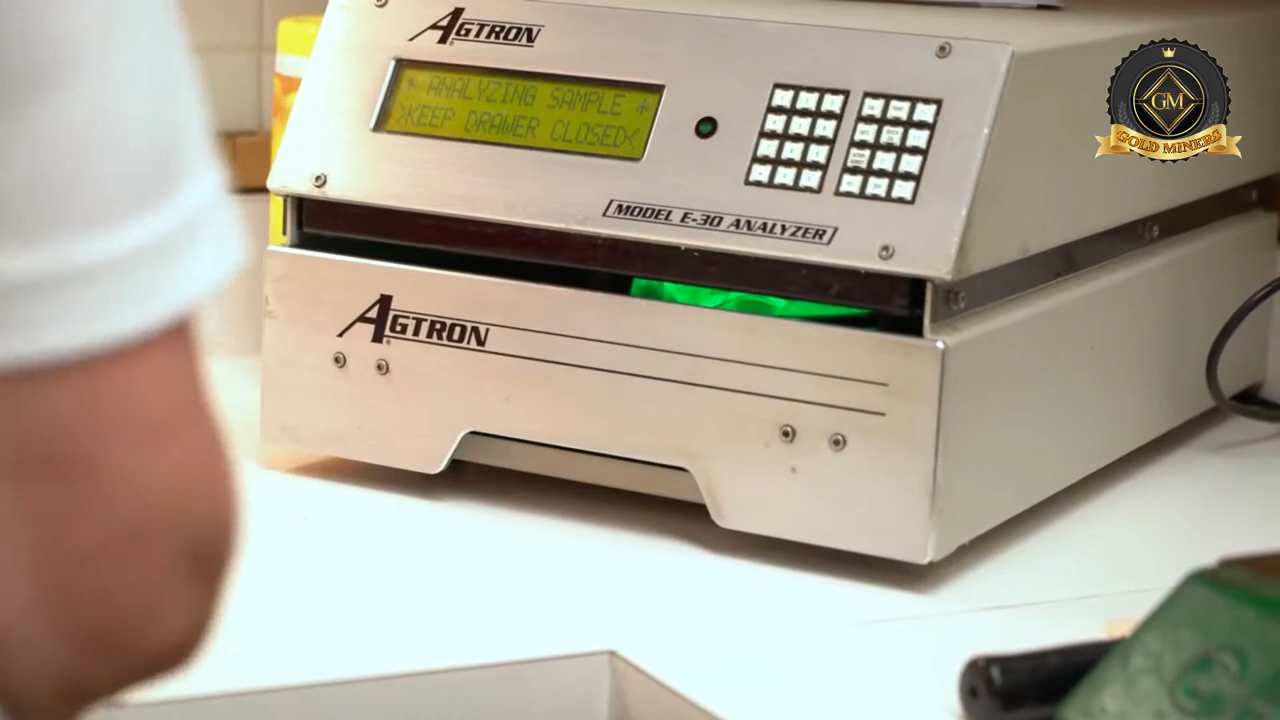 AGTRON
* ANALYZING SAMPLE *
>KEEP DRAWER CLOSED<
MODEL E-30 ANALYZER
AGTRON
GM
GOLD MINERS